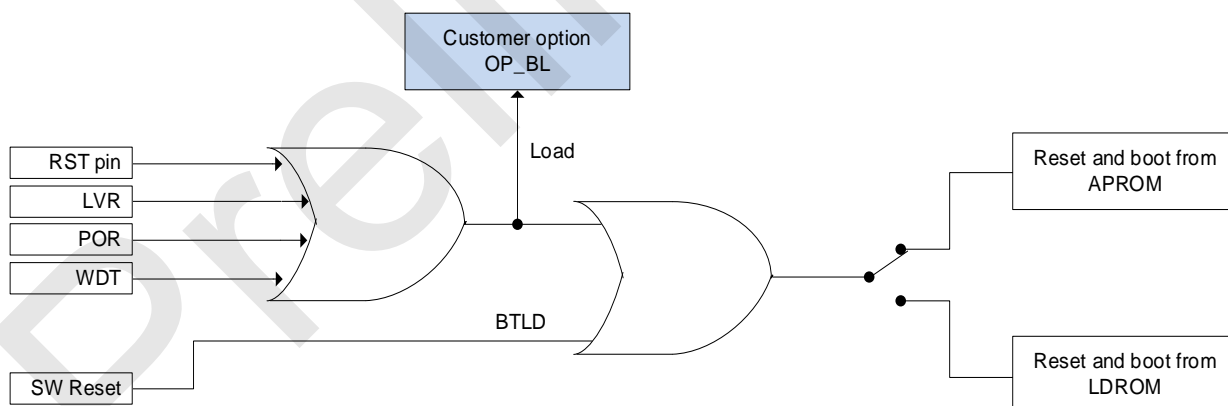 Customer option
OP_BL
RST pin
LVR
POR
WDT
Load
BTLD
SW Reset
Reset and boot from
APROM
Reset and boot from
LDROM
Prelim